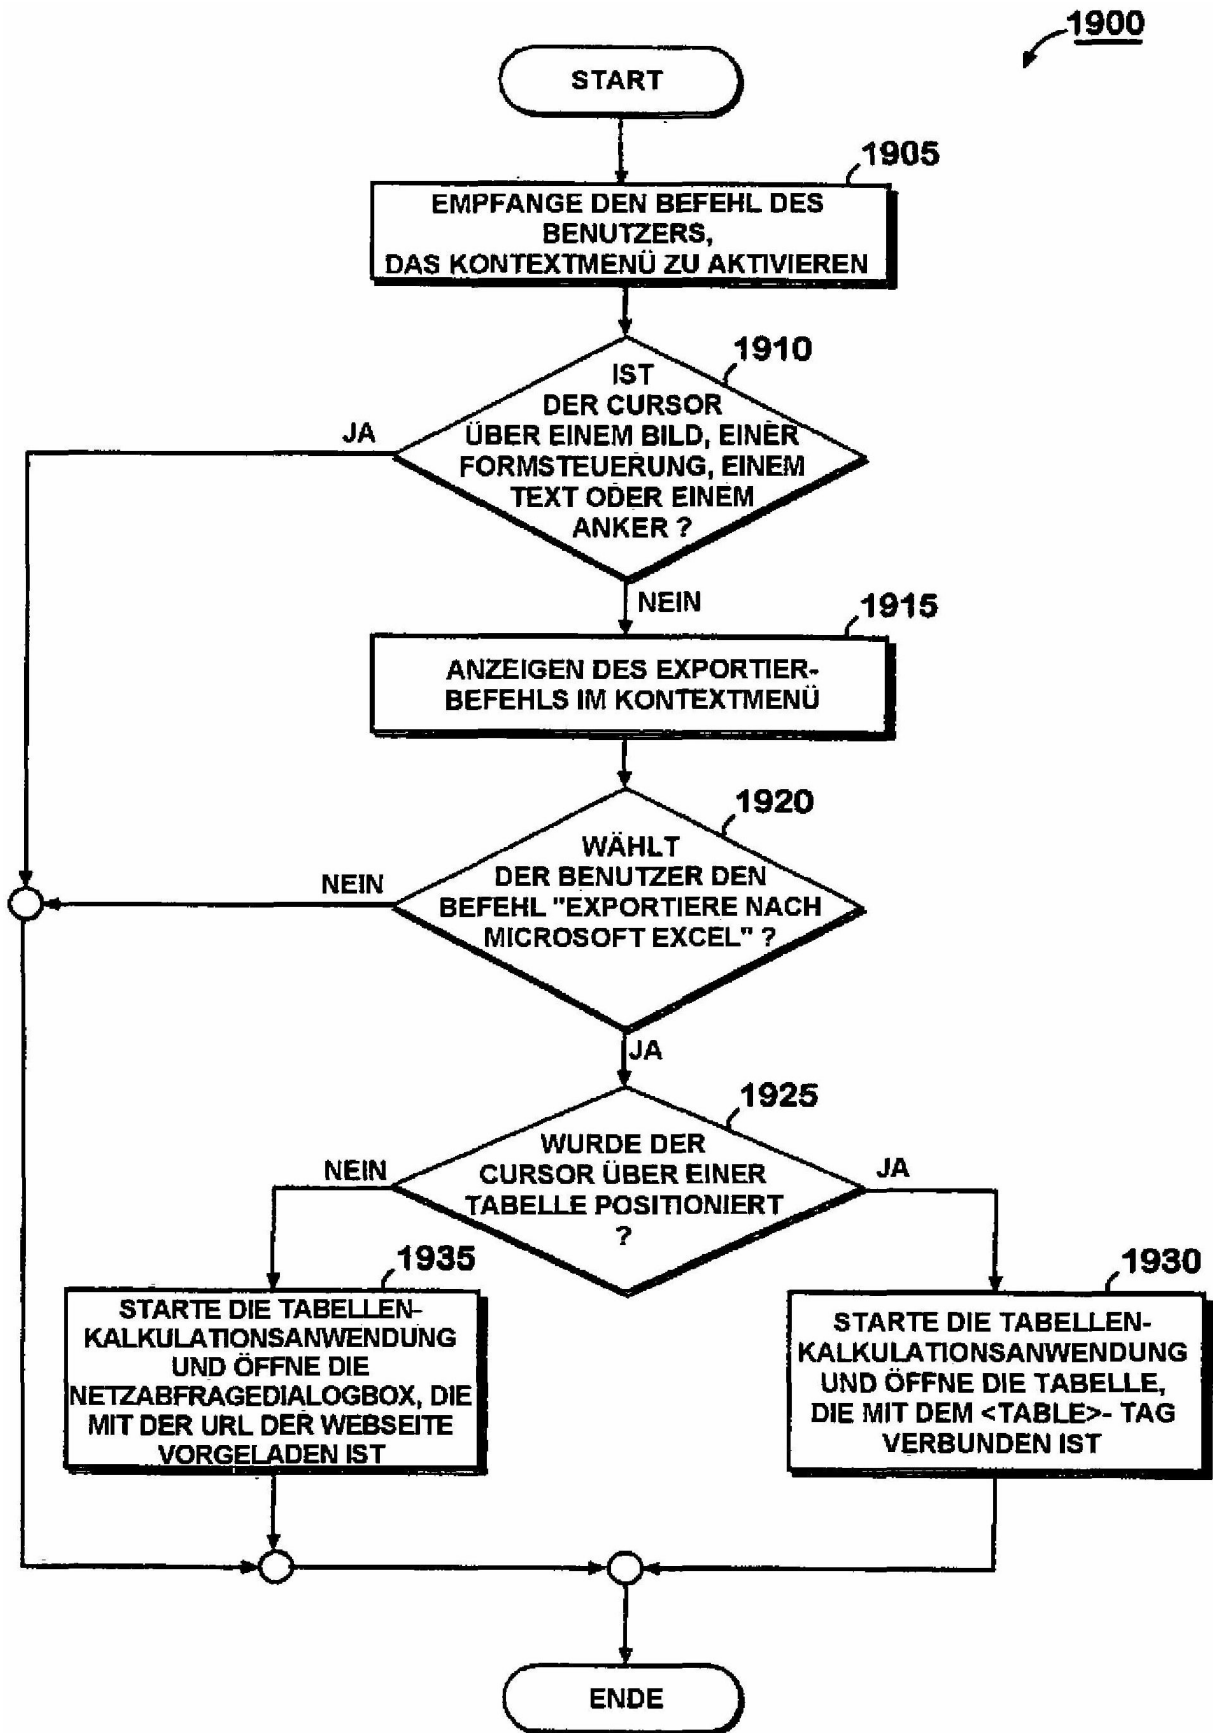 1900
START
1905
EMPFANGE DEN BEFEHL DES
BENUTZERS,
DAS KONTEXTMENÜ ZU AKTIVIEREN
1910
IST
DER CURSOR
ÜBER EINEM BILD, EINER
FORMSTEUERUNG, EINEM
TEXT ODER EINEM
ANKER ?
JA
NEIN
1915
ANZEIGEN DES EXPORTIER-
BEFEHLS IM KONTEXTMENÜ
1920
WÄHLT
DER BENUTZER DEN
BEFEHL "EXPORTIERE NACH
MICROSOFT EXCEL" ?
NEIN
JA
1925
WURDE DER
CURSOR ÜBER EINER
TABELLE POSITIONIERT
?
NEIN
JA
1935
STARTE DIE TABELLEN-
KALKULATIONSANWENDUNG
UND ÖFFNE DIE
NETZABFRAGEDIALOGBOX, DIE
MIT DER URL DER WEBSEITE
VORGELADEN IST
1930
STARTE DIE TABELLEN-
KALKULATIONSANWENDUNG
UND ÖFFNE DIE TABELLE,
DIE MIT DEM <TABLE>- TAG
VERBUNDEN IST
ENDE